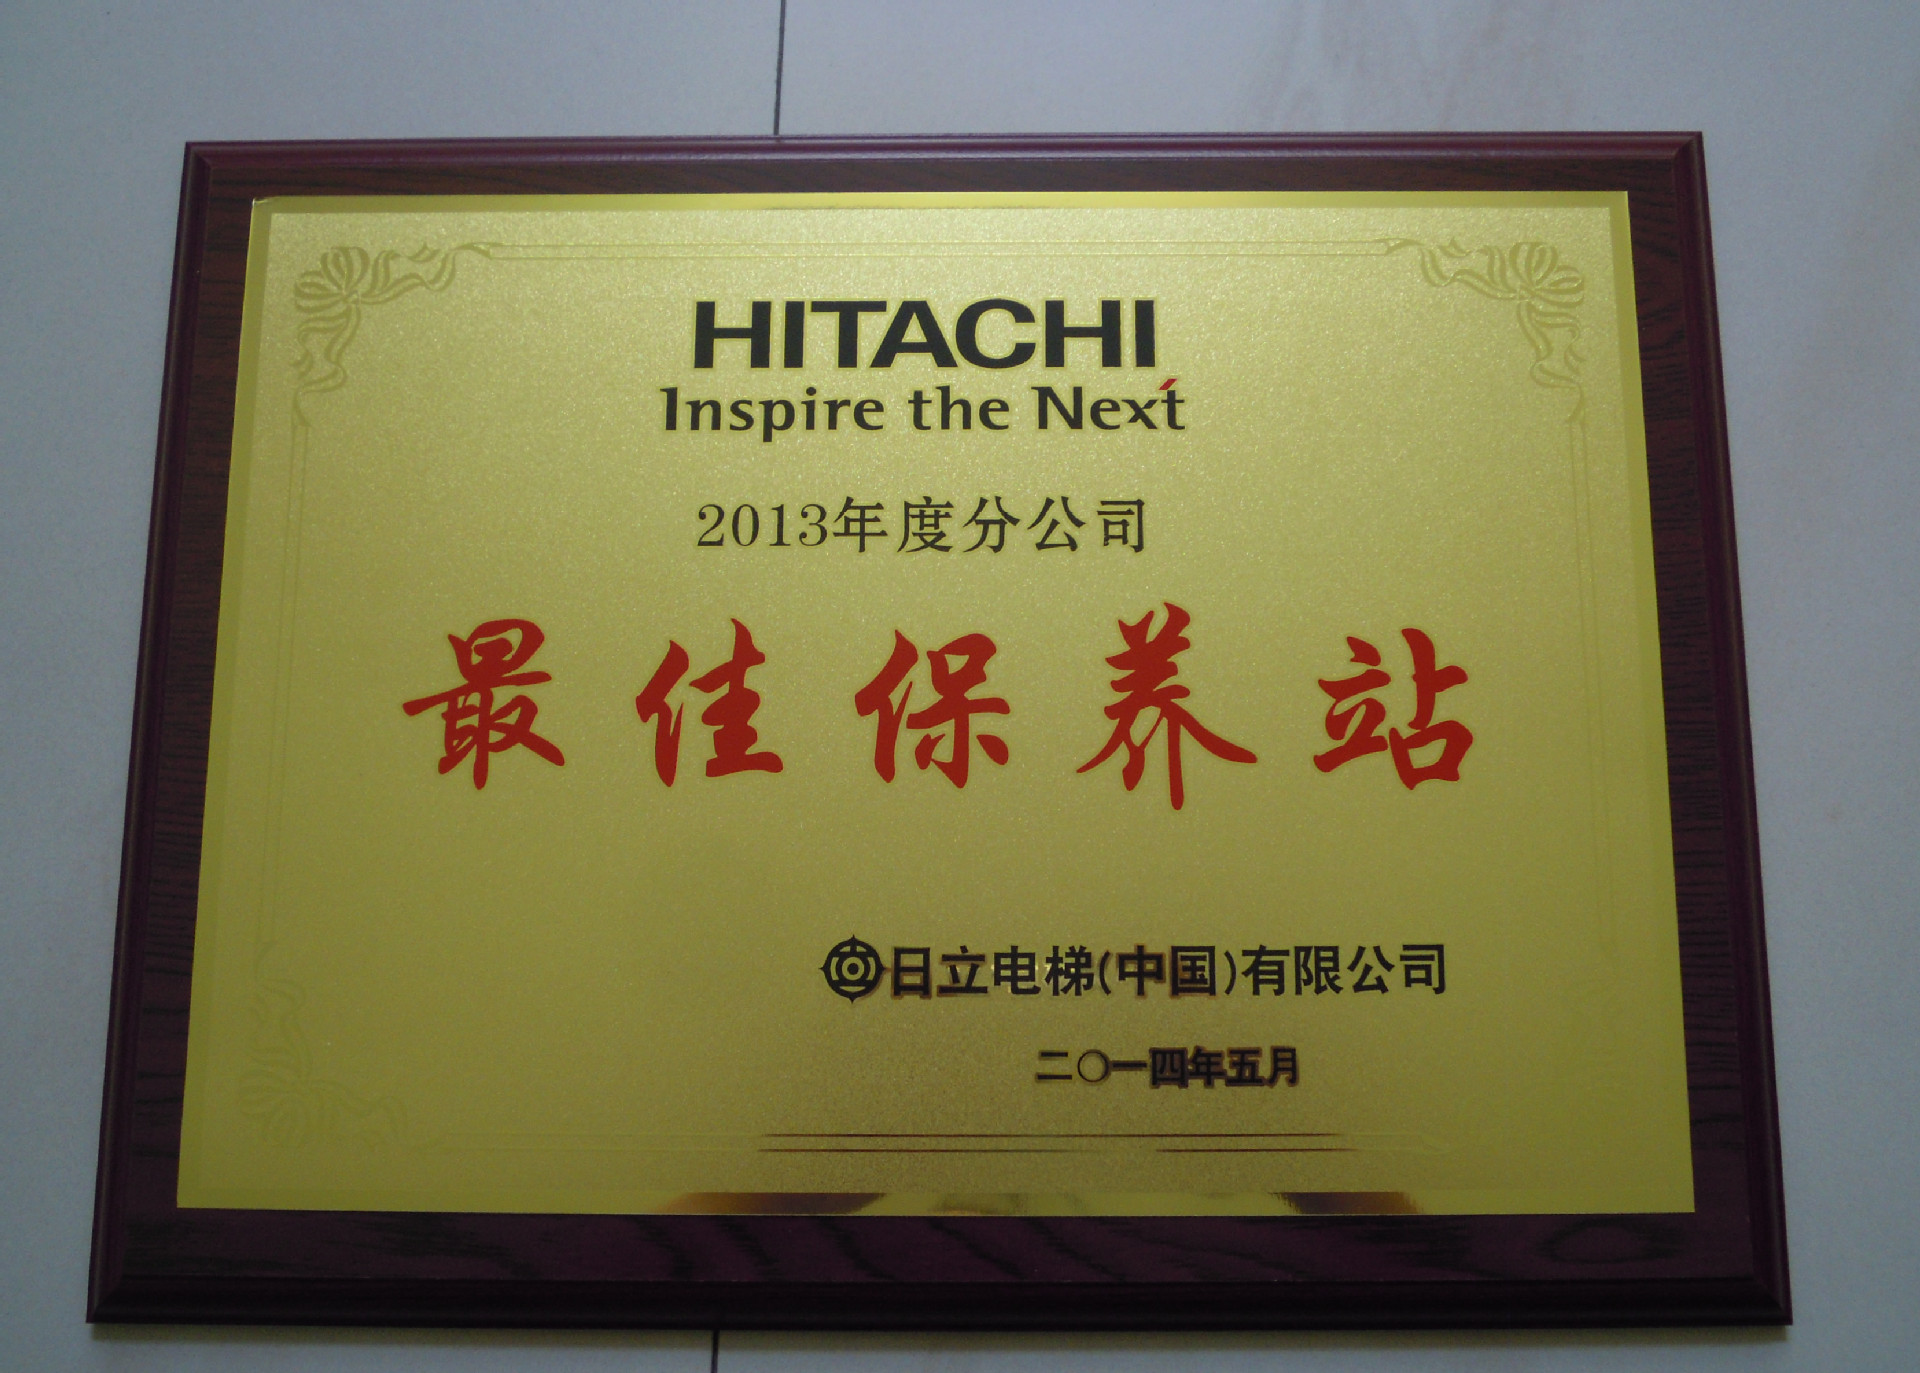 HITACHI
Inspire the Next
2013年度分公司
最佳保养站
日立电梯(中国)有限公司
二〇一四年五月